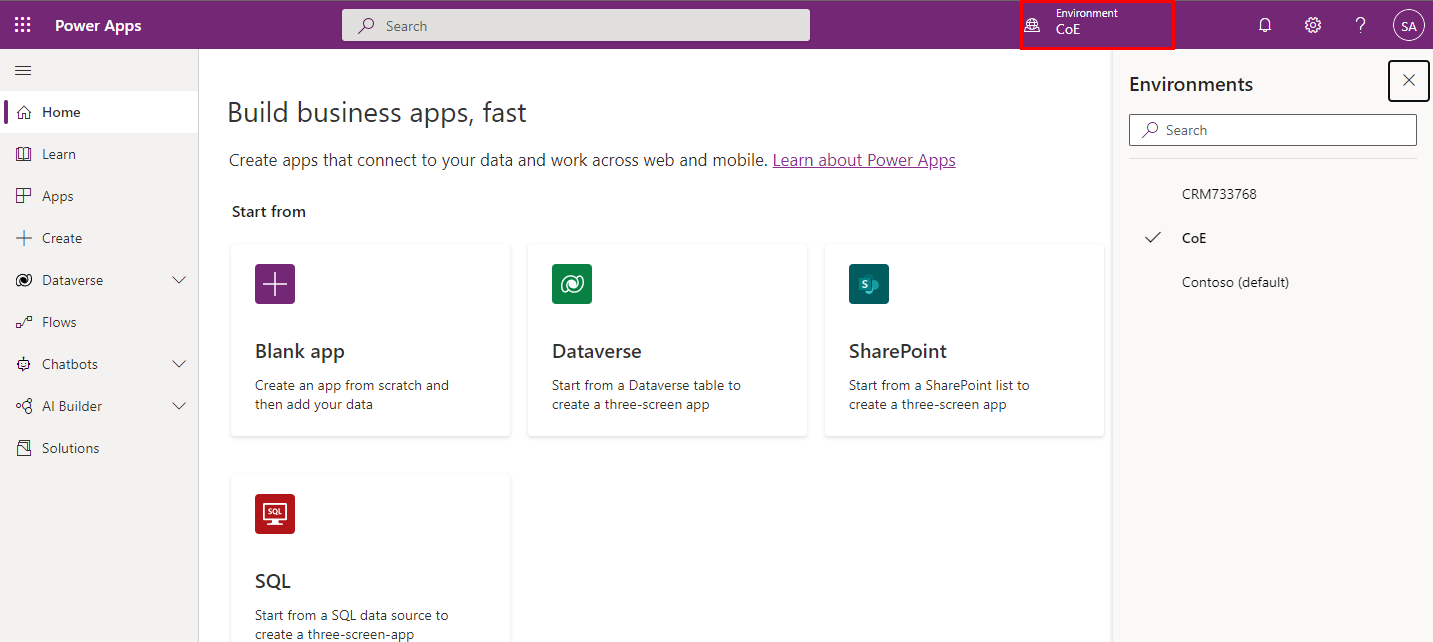 Power Apps
Search
Environment
CoE
SA
Home
Learn
Apps
Create
Dataverse
Flows
Chatbots
AI Builder
Solutions
Build business apps, fast
Create apps that connect to your data and work across web and mobile. Learn about Power Apps
Start from
Blank app
Create an app from scratch and
then add your data
Dataverse
Start from a Dataverse table to
create a three-screen app
S
SharePoint
Start from a SharePoint list to
create a three-screen app
SQL
SQL
Start from a SQL data source to
create a three-screen-app
Environments
Search
CRM733768
CoE
Contoso (default)